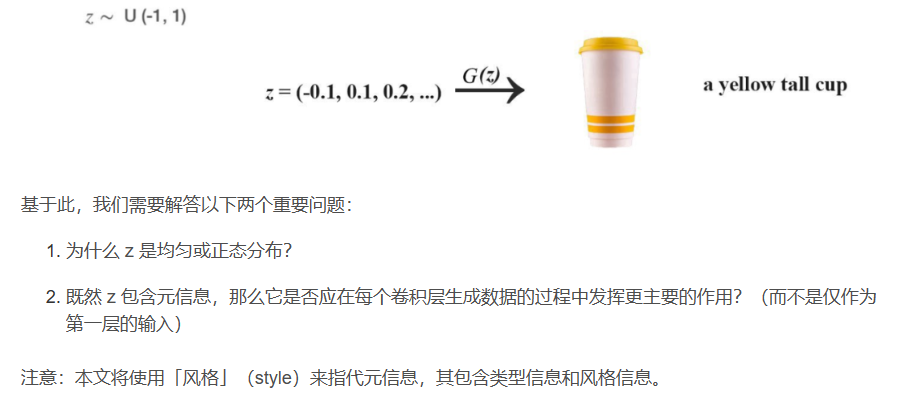 z ~ U (-1, 1)
z = (-0.1, 0.1, 0.2, ...) G(z) a yellow tall cup
基于此，我们需要解答以下两个重要问题：
1. 为什么 z 是均匀或正态分布？
2. 既然 z 包含元信息，那么它是否应在每个卷积层生成数据的过程中发挥更主要的作用？（而不是仅作为
第一层的输入）
注意：本文将使用「风格」（style）来指代元信息，其包含类型信息和风格信息。